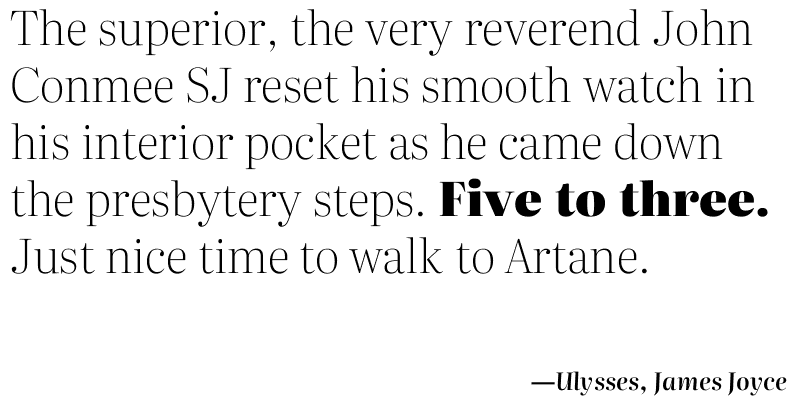 The superior, the very reverend John
Conmee SJ reset his smooth watch in
his interior pocket as he came down
the presbytery steps. Five to three.
Just nice time to walk to Artane.
—Ulysses, James Joyce